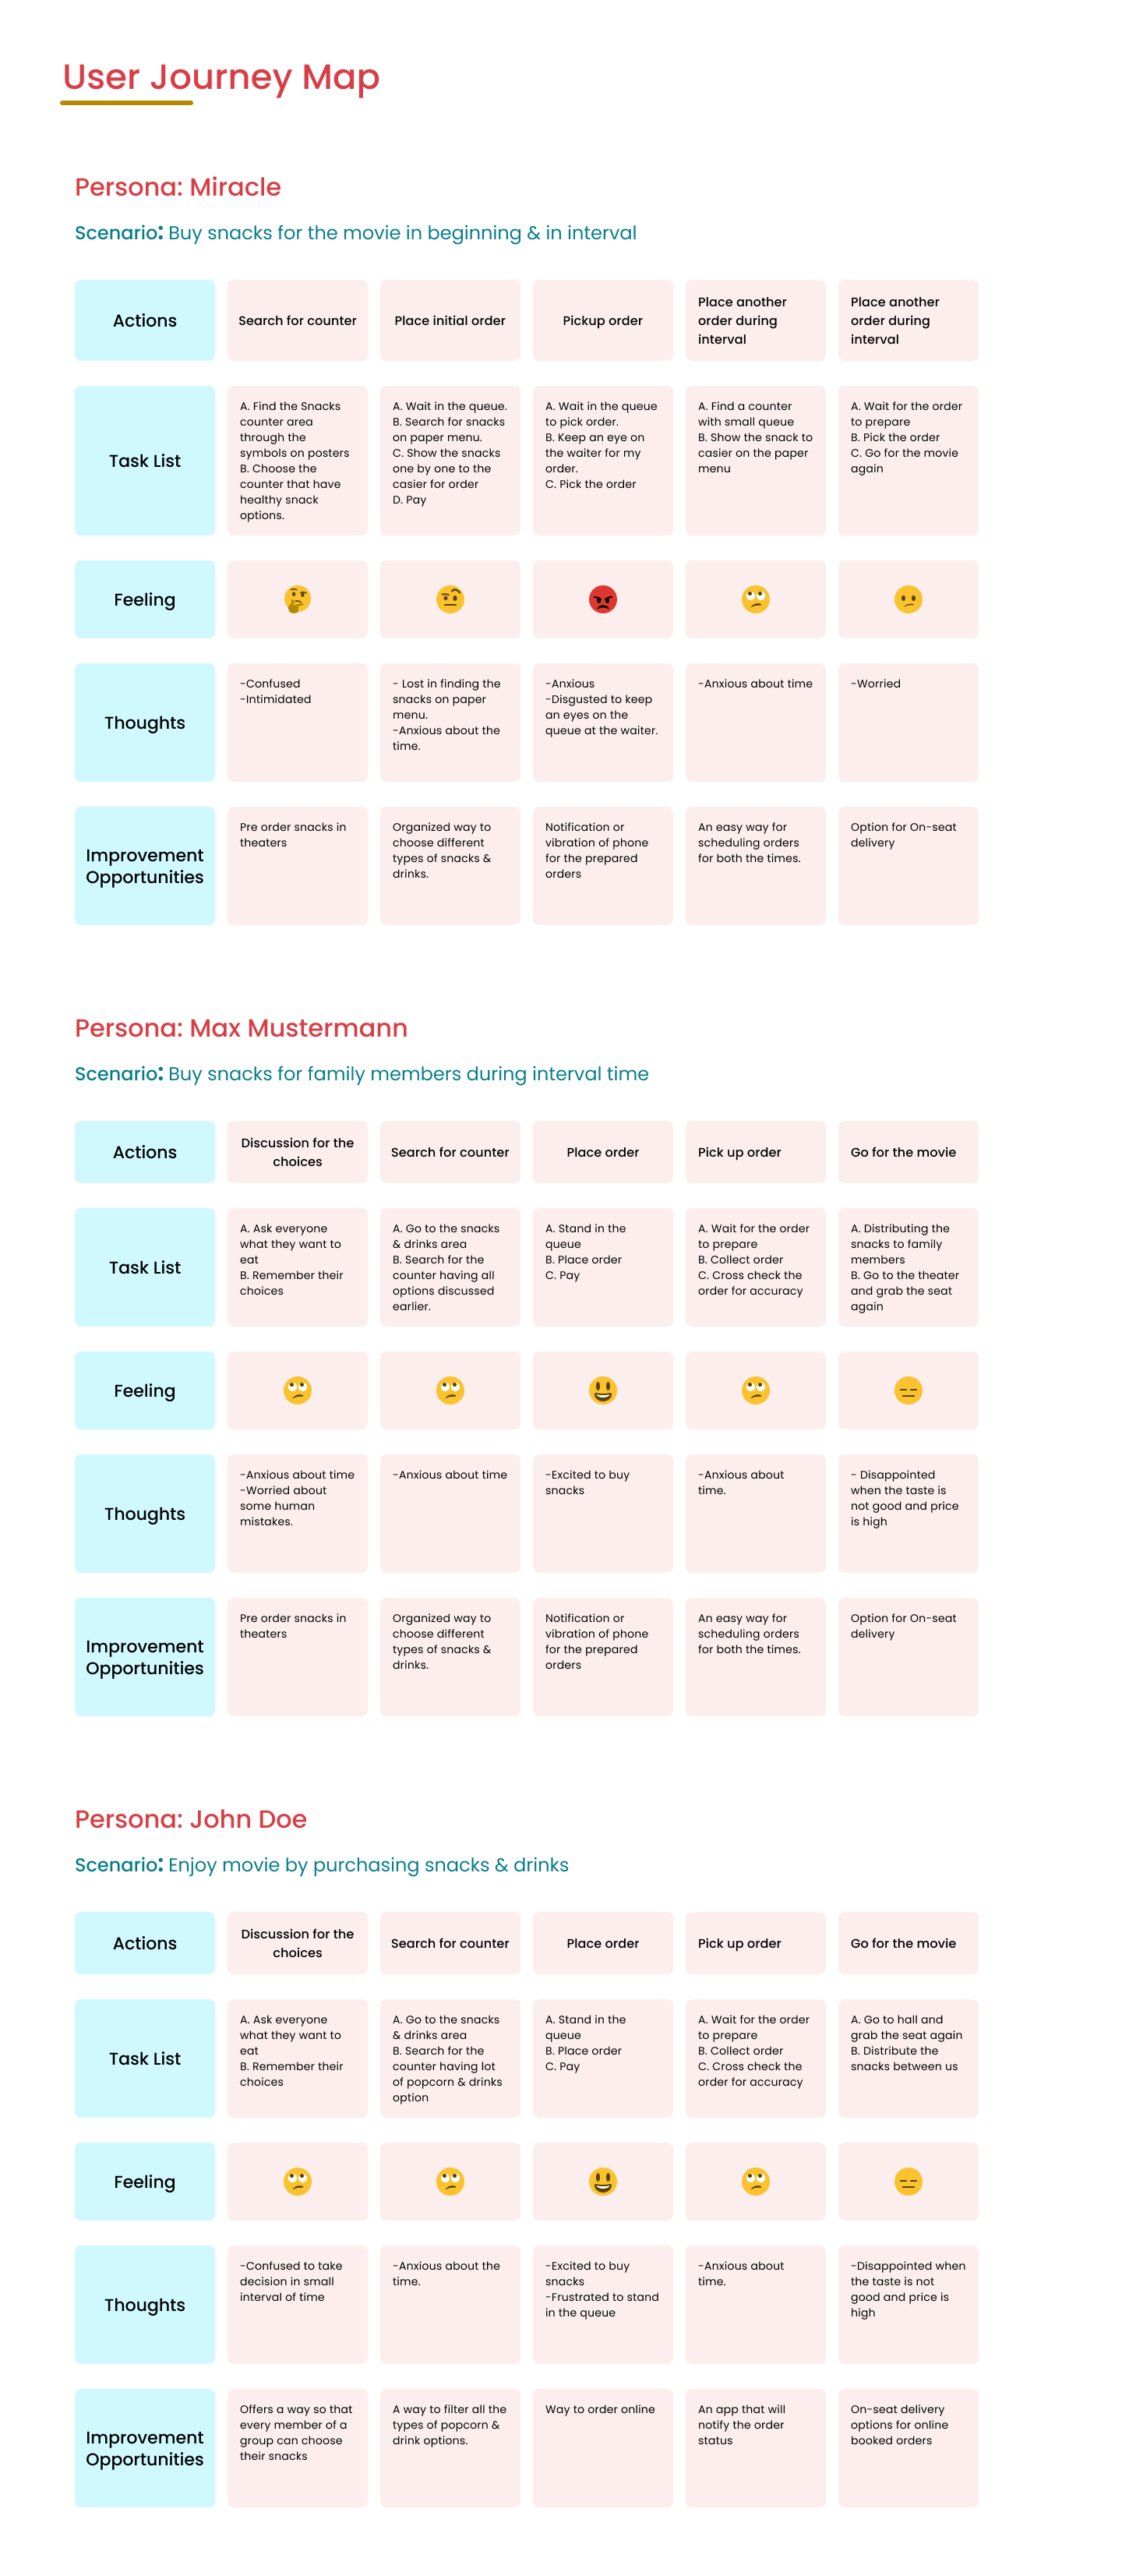 User Journey Map
Persona: Miracle
Scenario: Buy snacks for the movie in beginning & in interval
Actions
Search for counter
Place initial order
Pickup order
Place another
order during
interval
Place another
order during
interval
Task List
A. Find the Snacks
counter area
through the
symbols on posters
B. Choose the
counter that have
healthy snack
options.
A. Wait in the queue.
B. Search for snacks
on paper menu.
C. Show the snacks
one by one to the
casier for order
D. Pay
A. Wait in the queue
to pick order.
B. Keep an eye on
the waiter for my
order.
C. Pick the order
A. Find a counter
with small queue
B. Show the snack to
casier on the paper
menu
A. Wait for the order
to prepare
B. Pick the order
C. Go for the movie
again
Feeling
Thoughts
-Confused
-Intimidated
- Lost in finding the
snacks on paper
menu.
-Anxious about the
time.
-Anxious
-Disgusted to keep
an eyes on the
queue at the waiter.
-Anxious about time
-Worried
Improvement
Opportunities
Pre order snacks in
theaters
Organized way to
choose different
types of snacks &
drinks.
Notification or
vibration of phone
for the prepared
orders
An easy way for
scheduling orders
for both the times.
Option for On-seat
delivery
Persona: Max Mustermann
Scenario: Buy snacks for family members during interval time
Actions
Discussion for the
choices
Search for counter
Place order
Pick up order
Go for the movie
Task List
A. Ask everyone
what they want to
eat
B. Remember their
choices
A. Go to the snacks
& drinks area
B. Search for the
counter having all
options discussed
earlier.
A. Stand in the
queue
B. Place order
C. Pay
A. Wait for the order
to prepare
B. Collect order
C. Cross check the
order for accuracy
A. Distributing the
snacks to family
members
B. Go to the theater
and grab the seat
again
Feeling
Thoughts
-Anxious about time
-Worried about
some human
mistakes.
-Anxious about time
-Excited to buy
snacks
-Anxious about
time.
- Disappointed
when the taste is
not good and price
is high
Improvement
Opportunities
Pre order snacks in
theaters
Organized way to
choose different
types of snacks &
drinks.
Notification or
vibration of phone
for the prepared
orders
An easy way for
scheduling orders
for both the times.
Option for On-seat
delivery
Persona: John Doe
Scenario: Enjoy movie by purchasing snacks & drinks
Actions
Discussion for the
choices
Search for counter
Place order
Pick up order
Go for the movie
Task List
A. Ask everyone
what they want to
eat
B. Remember their
choices
A. Go to the snacks
& drinks area
B. Search for the
counter having lot
of popcorn & drinks
option
A. Stand in the
queue
B. Place order
C. Pay
A. Wait for the order
to prepare
B. Collect order
C. Cross check the
order for accuracy
A. Go to hall and
grab the seat again
B. Distribute the
snacks between us
Feeling
Thoughts
-Confused to take
decision in small
interval of time
-Anxious about the
time.
-Excited to buy
snacks
-Frustrated to stand
in the queue
-Anxious about
time.
-Disappointed when
the taste is not
good and price is
high
Improvement
Opportunities
Offers a way so that
every member of a
group can choose
their snacks
A way to filter all the
types of popcorn &
drink options.
Way to order online
An app that will
notify the order
status
On-seat delivery
options for online
booked orders